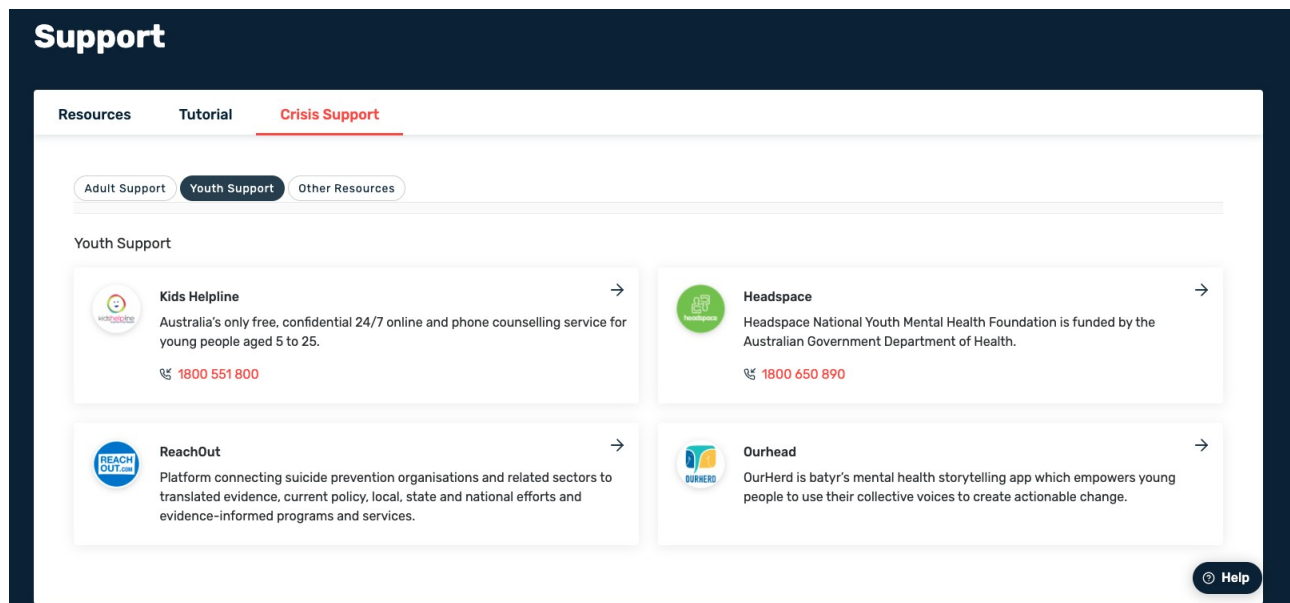 Support
Resources Tutorial Crisis Support
Adult Support Youth Support Other Resources
Youth Support
kidshelpline
Kids Helpline
Australia's only free, confidential 24/7 online and phone counselling service for
young people aged 5 to 25.
1800 551 800
headspace
Headspace
Headspace National Youth Mental Health Foundation is funded by the
Australian Government Department of Health.
1800 650 890
REACH
OUT.COM
ReachOut
Platform connecting suicide prevention organisations and related sectors to
translated evidence, current policy, local, state and national efforts and
evidence-informed programs and services.
OURHERD
Ourhead
OurHerd is batyr's mental health storytelling app which empowers young
people to use their collective voices to create actionable change.
Help